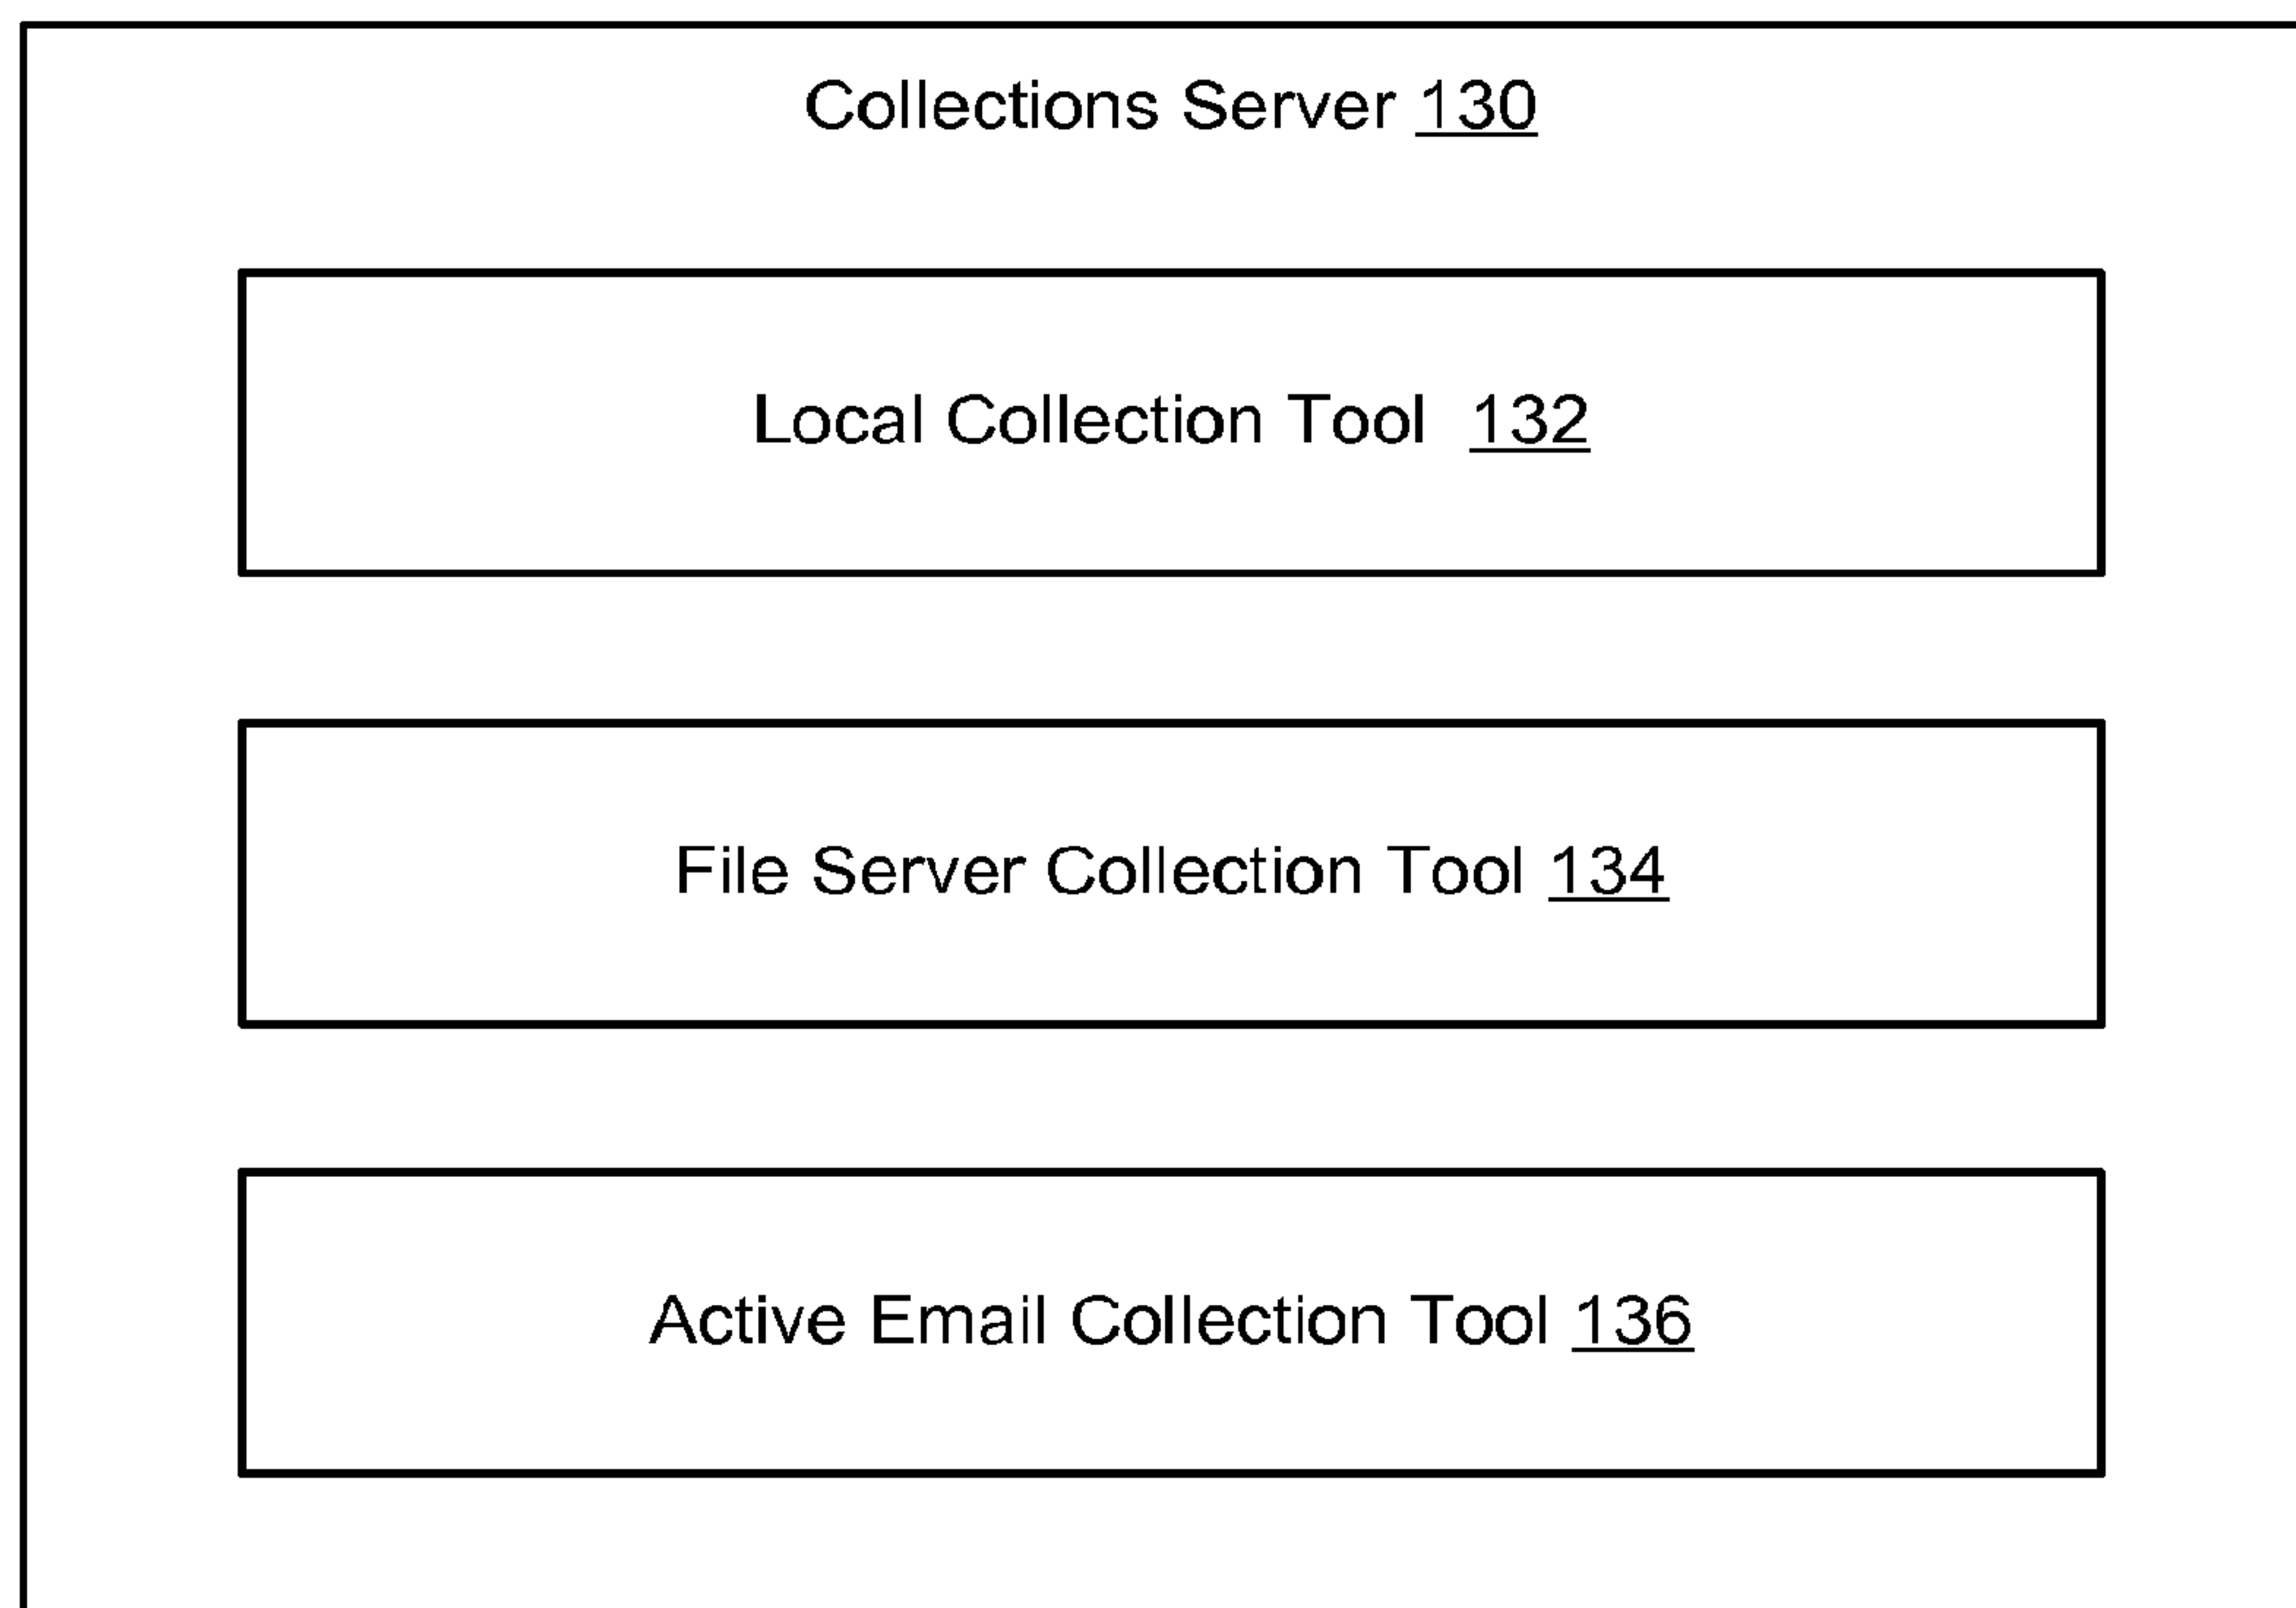 Collections Server 130
Local Collection Tool 132
File Server Collection Tool 134
Active Email Collection Tool 136